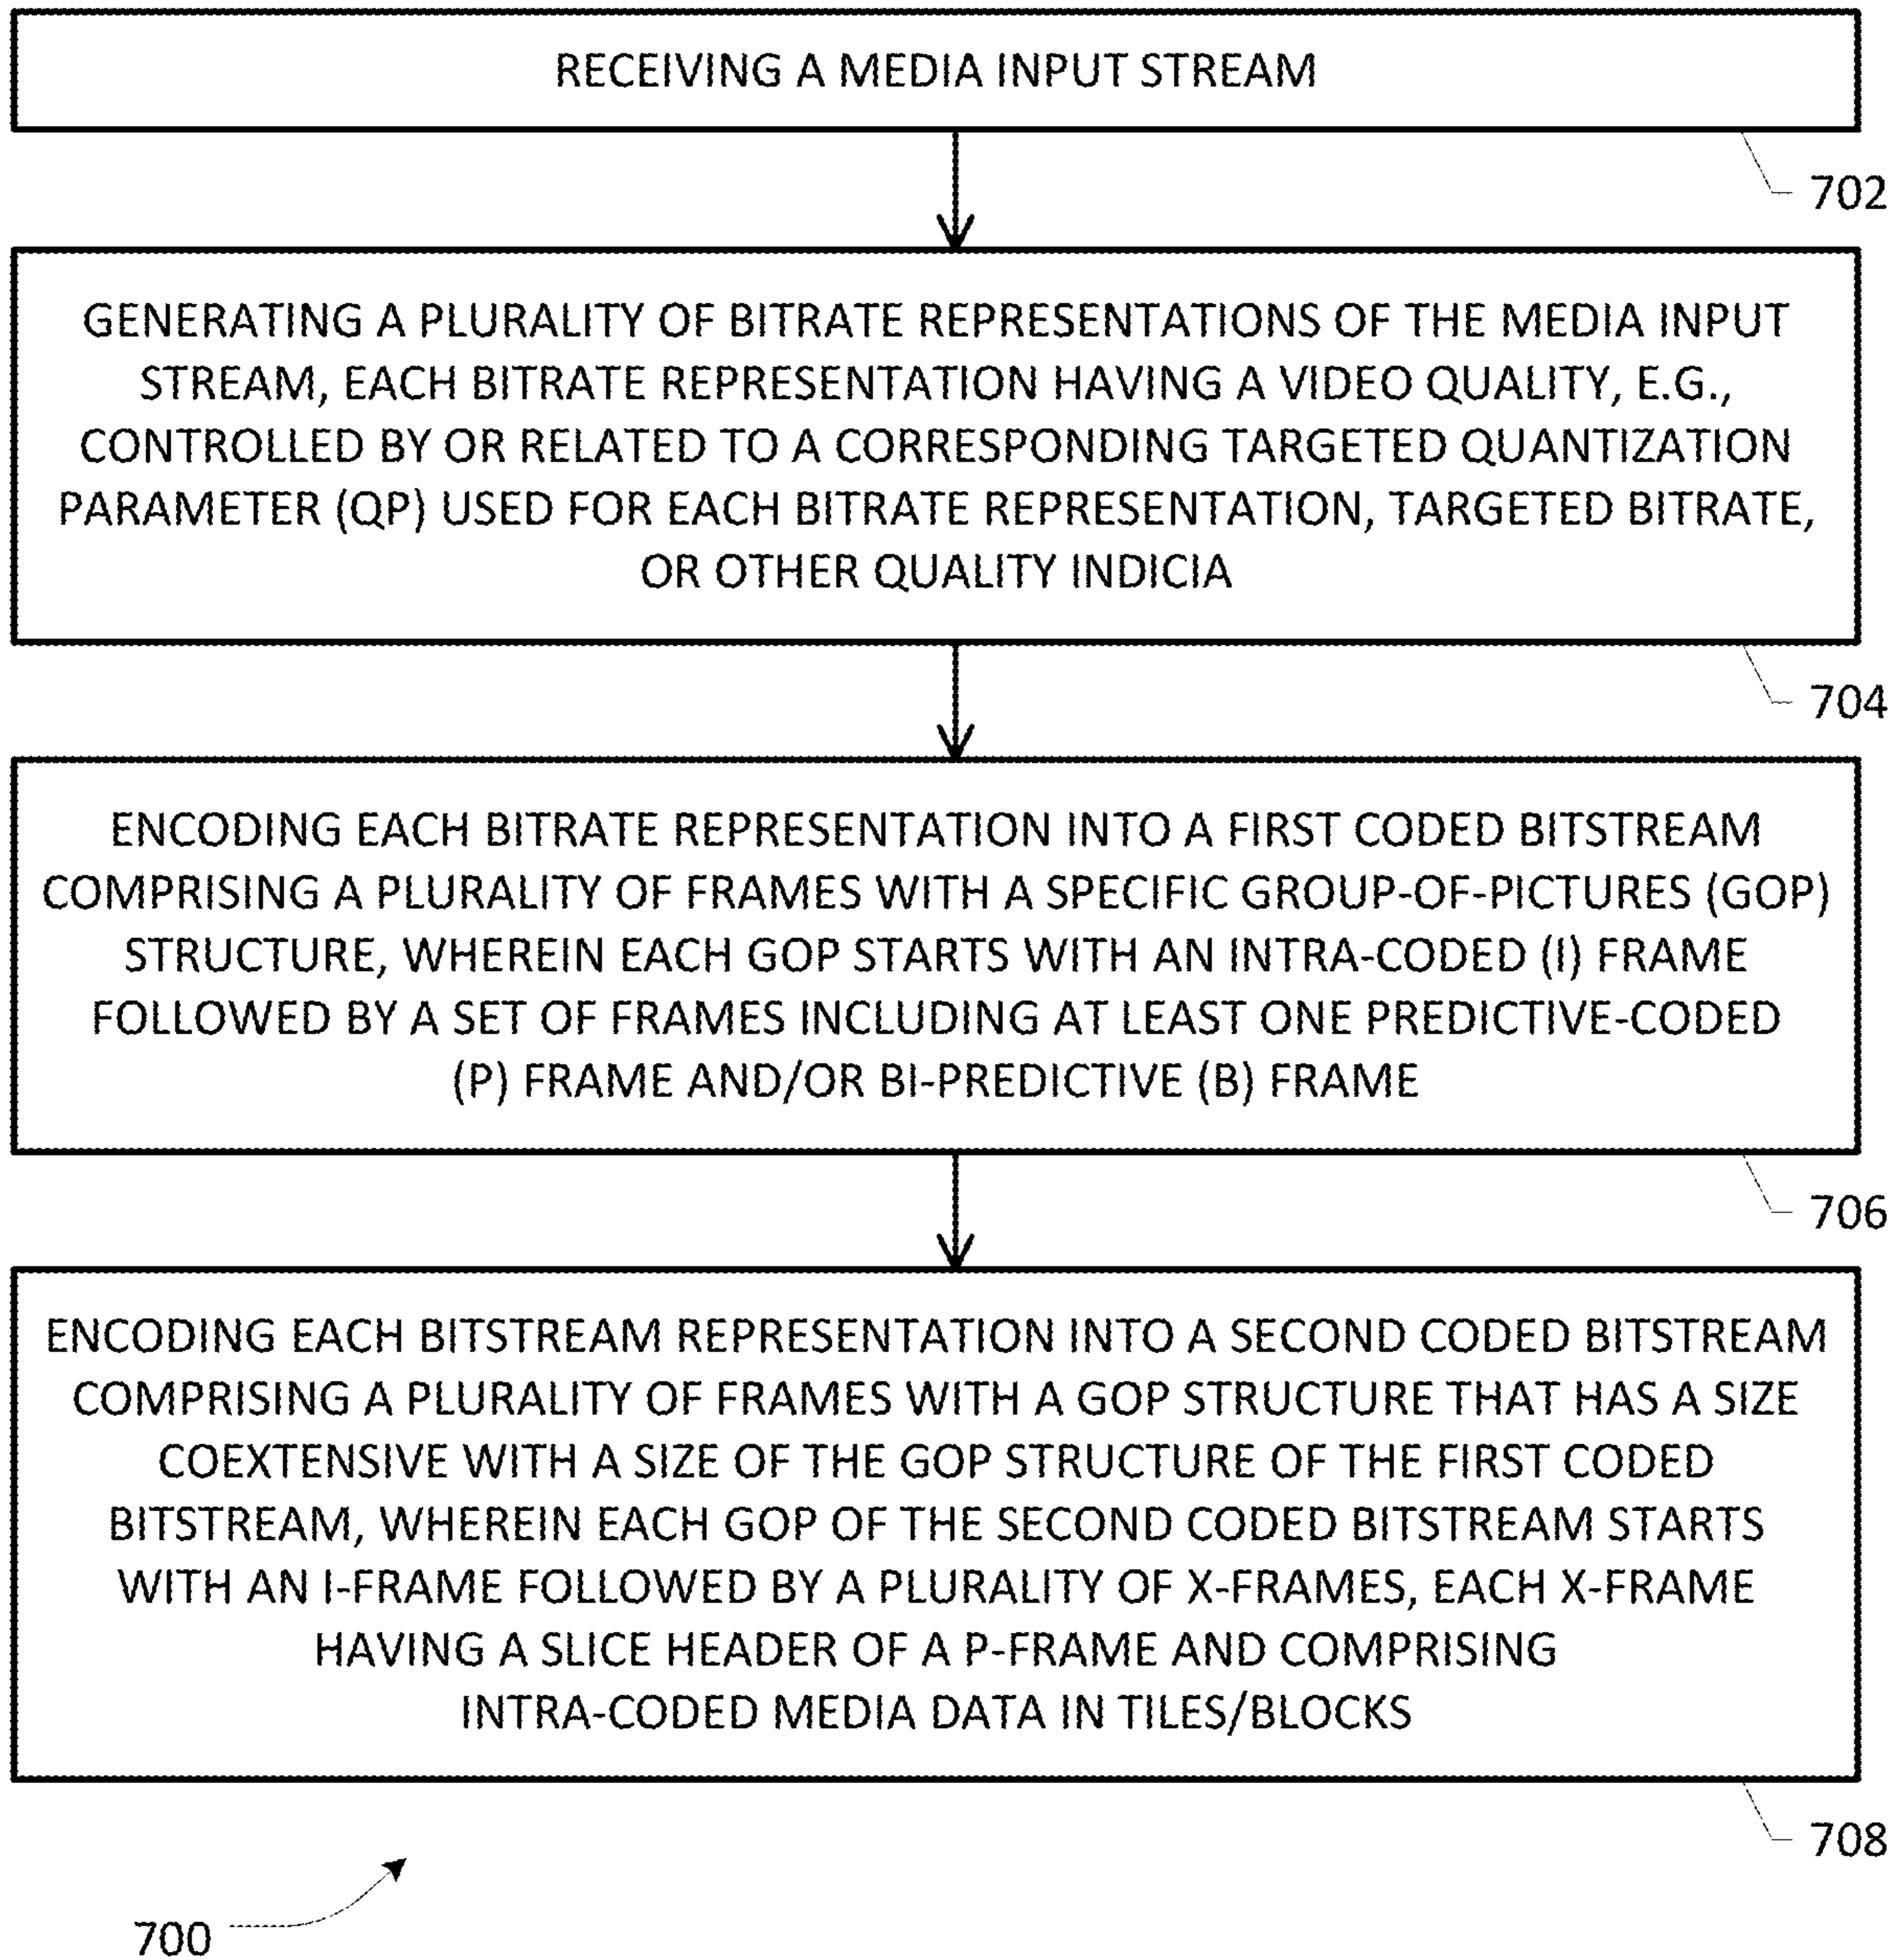 RECEIVING A MEDIA INPUT STREAM
702
GENERATING A PLURALITY OF BITRATE REPRESENTATIONS OF THE MEDIA INPUT
STREAM, EACH BITRATE REPRESENTATION HAVING A VIDEO QUALITY, E.G.,
CONTROLLED BY OR RELATED TO A CORRESPONDING TARGETED QUANTIZATION
PARAMETER (QP) USED FOR EACH BITRATE REPRESENTATION, TARGETED BITRATE,
OR OTHER QUALITY INDICIA
704
ENCODING EACH BITRATE REPRESENTATION INTO A FIRST CODED BITSTREAM
COMPRISING A PLURALITY OF FRAMES WITH A SPECIFIC GROUP-OF-PICTURES (GOP)
STRUCTURE, WHEREIN EACH GOP STARTS WITH AN INTRA-CODED (I) FRAME
FOLLOWED BY A SET OF FRAMES INCLUDING AT LEAST ONE PREDICTIVE-CODED
(P) FRAME AND/OR BI-PREDICTIVE (B) FRAME
706
ENCODING EACH BITSTREAM REPRESENTATION INTO A SECOND CODED BITSTREAM
COMPRISING A PLURALITY OF FRAMES WITH A GOP STRUCTURE THAT HAS A SIZE
COEXTENSIVE WITH A SIZE OF THE GOP STRUCTURE OF THE FIRST CODED
BITSTREAM, WHEREIN EACH GOP OF THE SECOND CODED BITSTREAM STARTS
WITH AN I-FRAME FOLLOWED BY A PLURALITY OF X-FRAMES, EACH X-FRAME
HAVING A SLICE HEADER OF A P-FRAME AND COMPRISING
INTRA-CODED MEDIA DATA IN TILES/BLOCKS
708
700